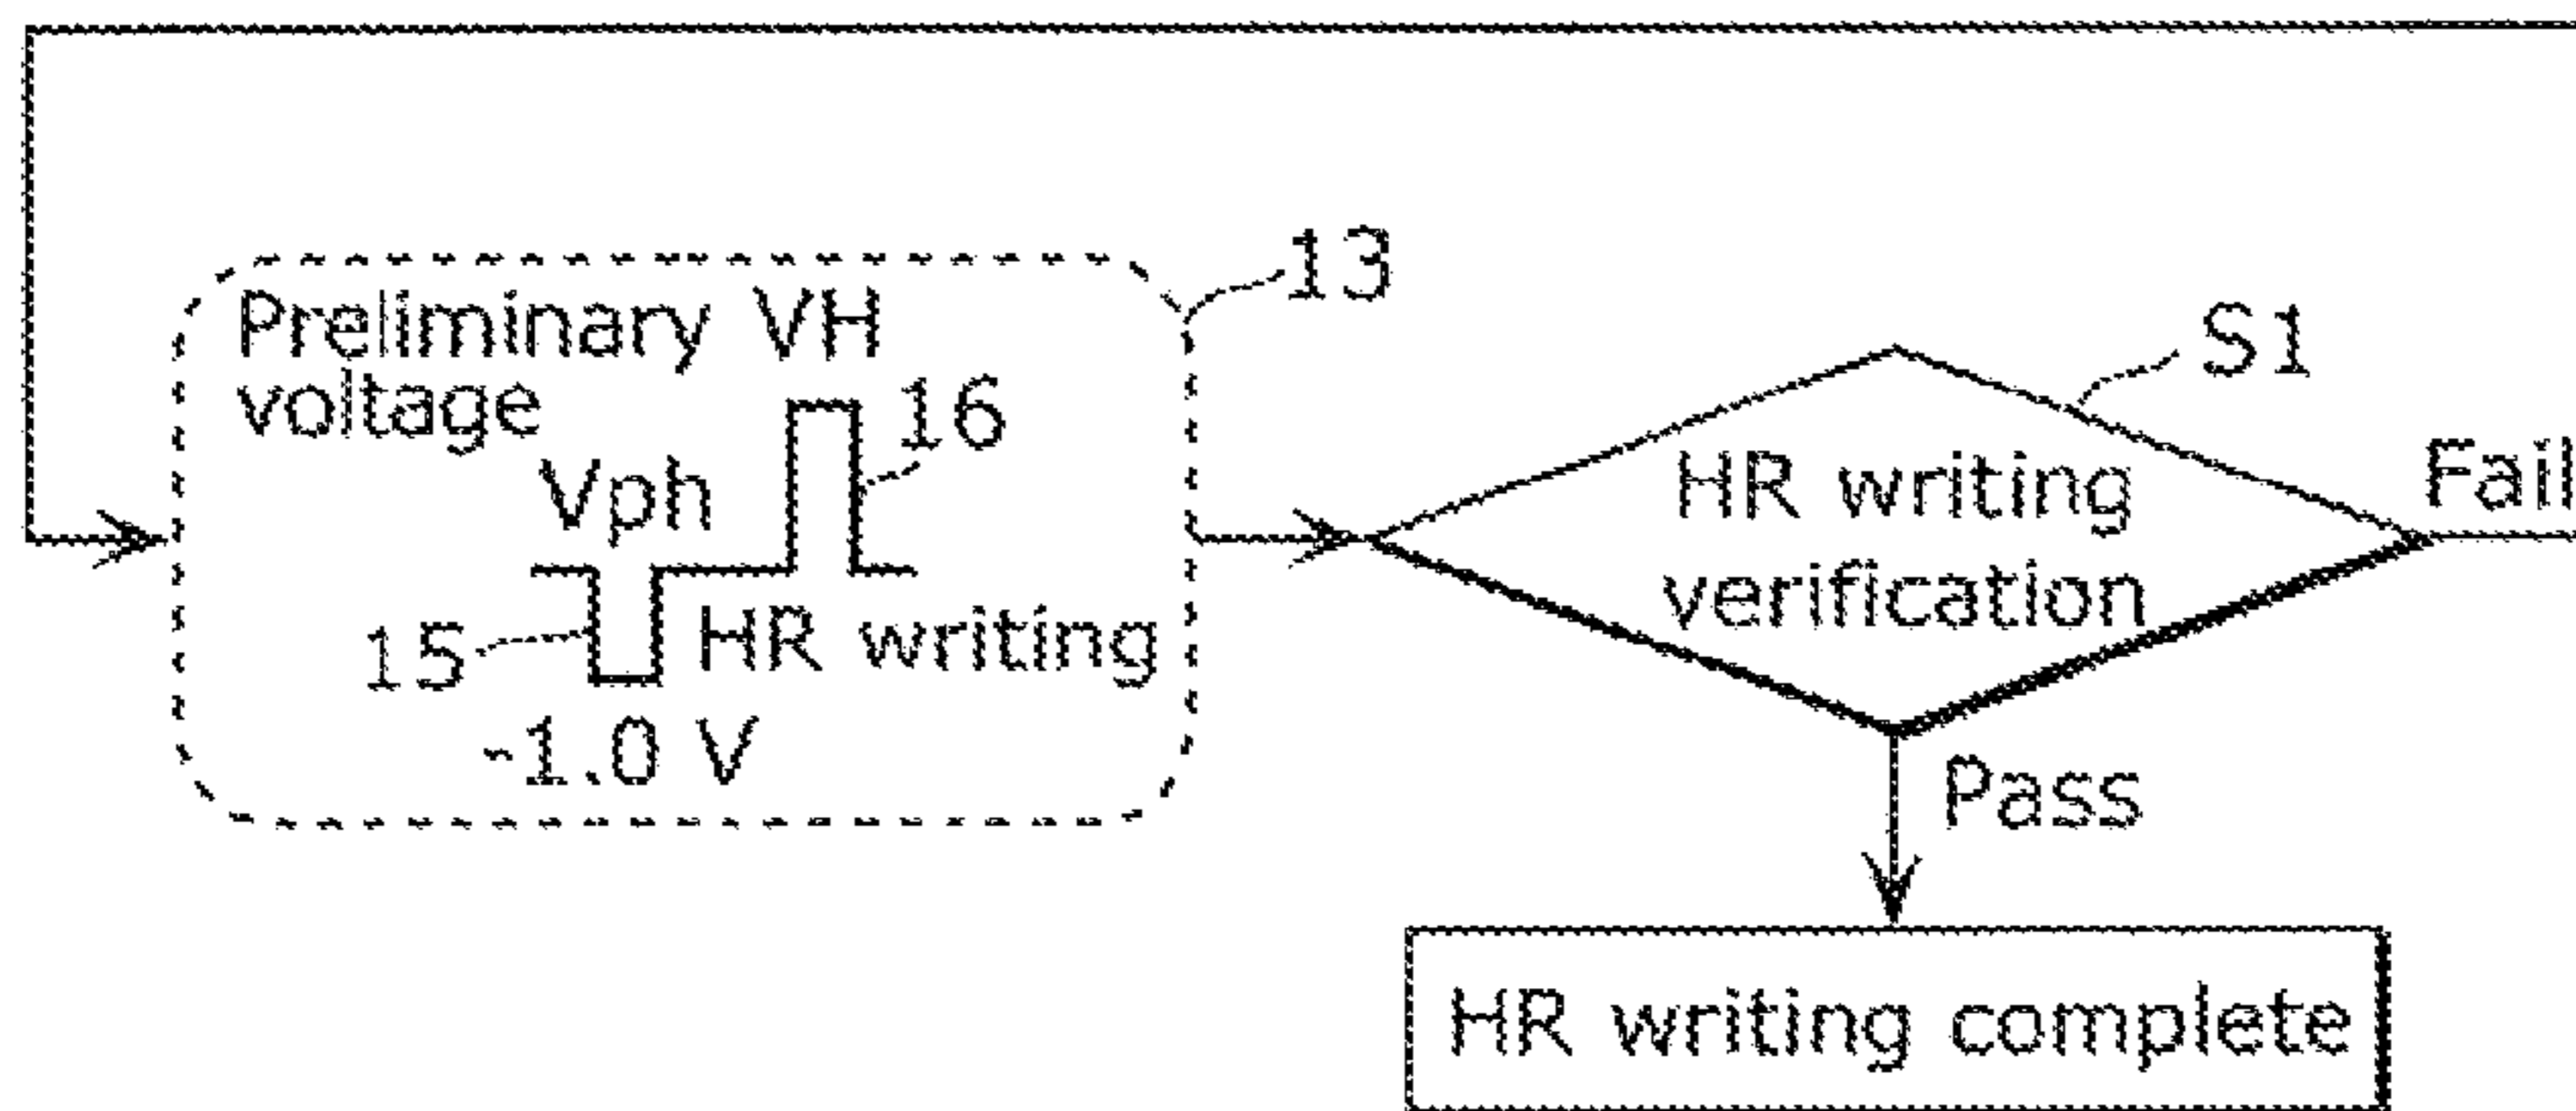 13
Preliminary VH
voltage
16
Vph
15
HR writing
-1.0 V
S1
HR writing
verification
Fail
Pass
HR writing complete